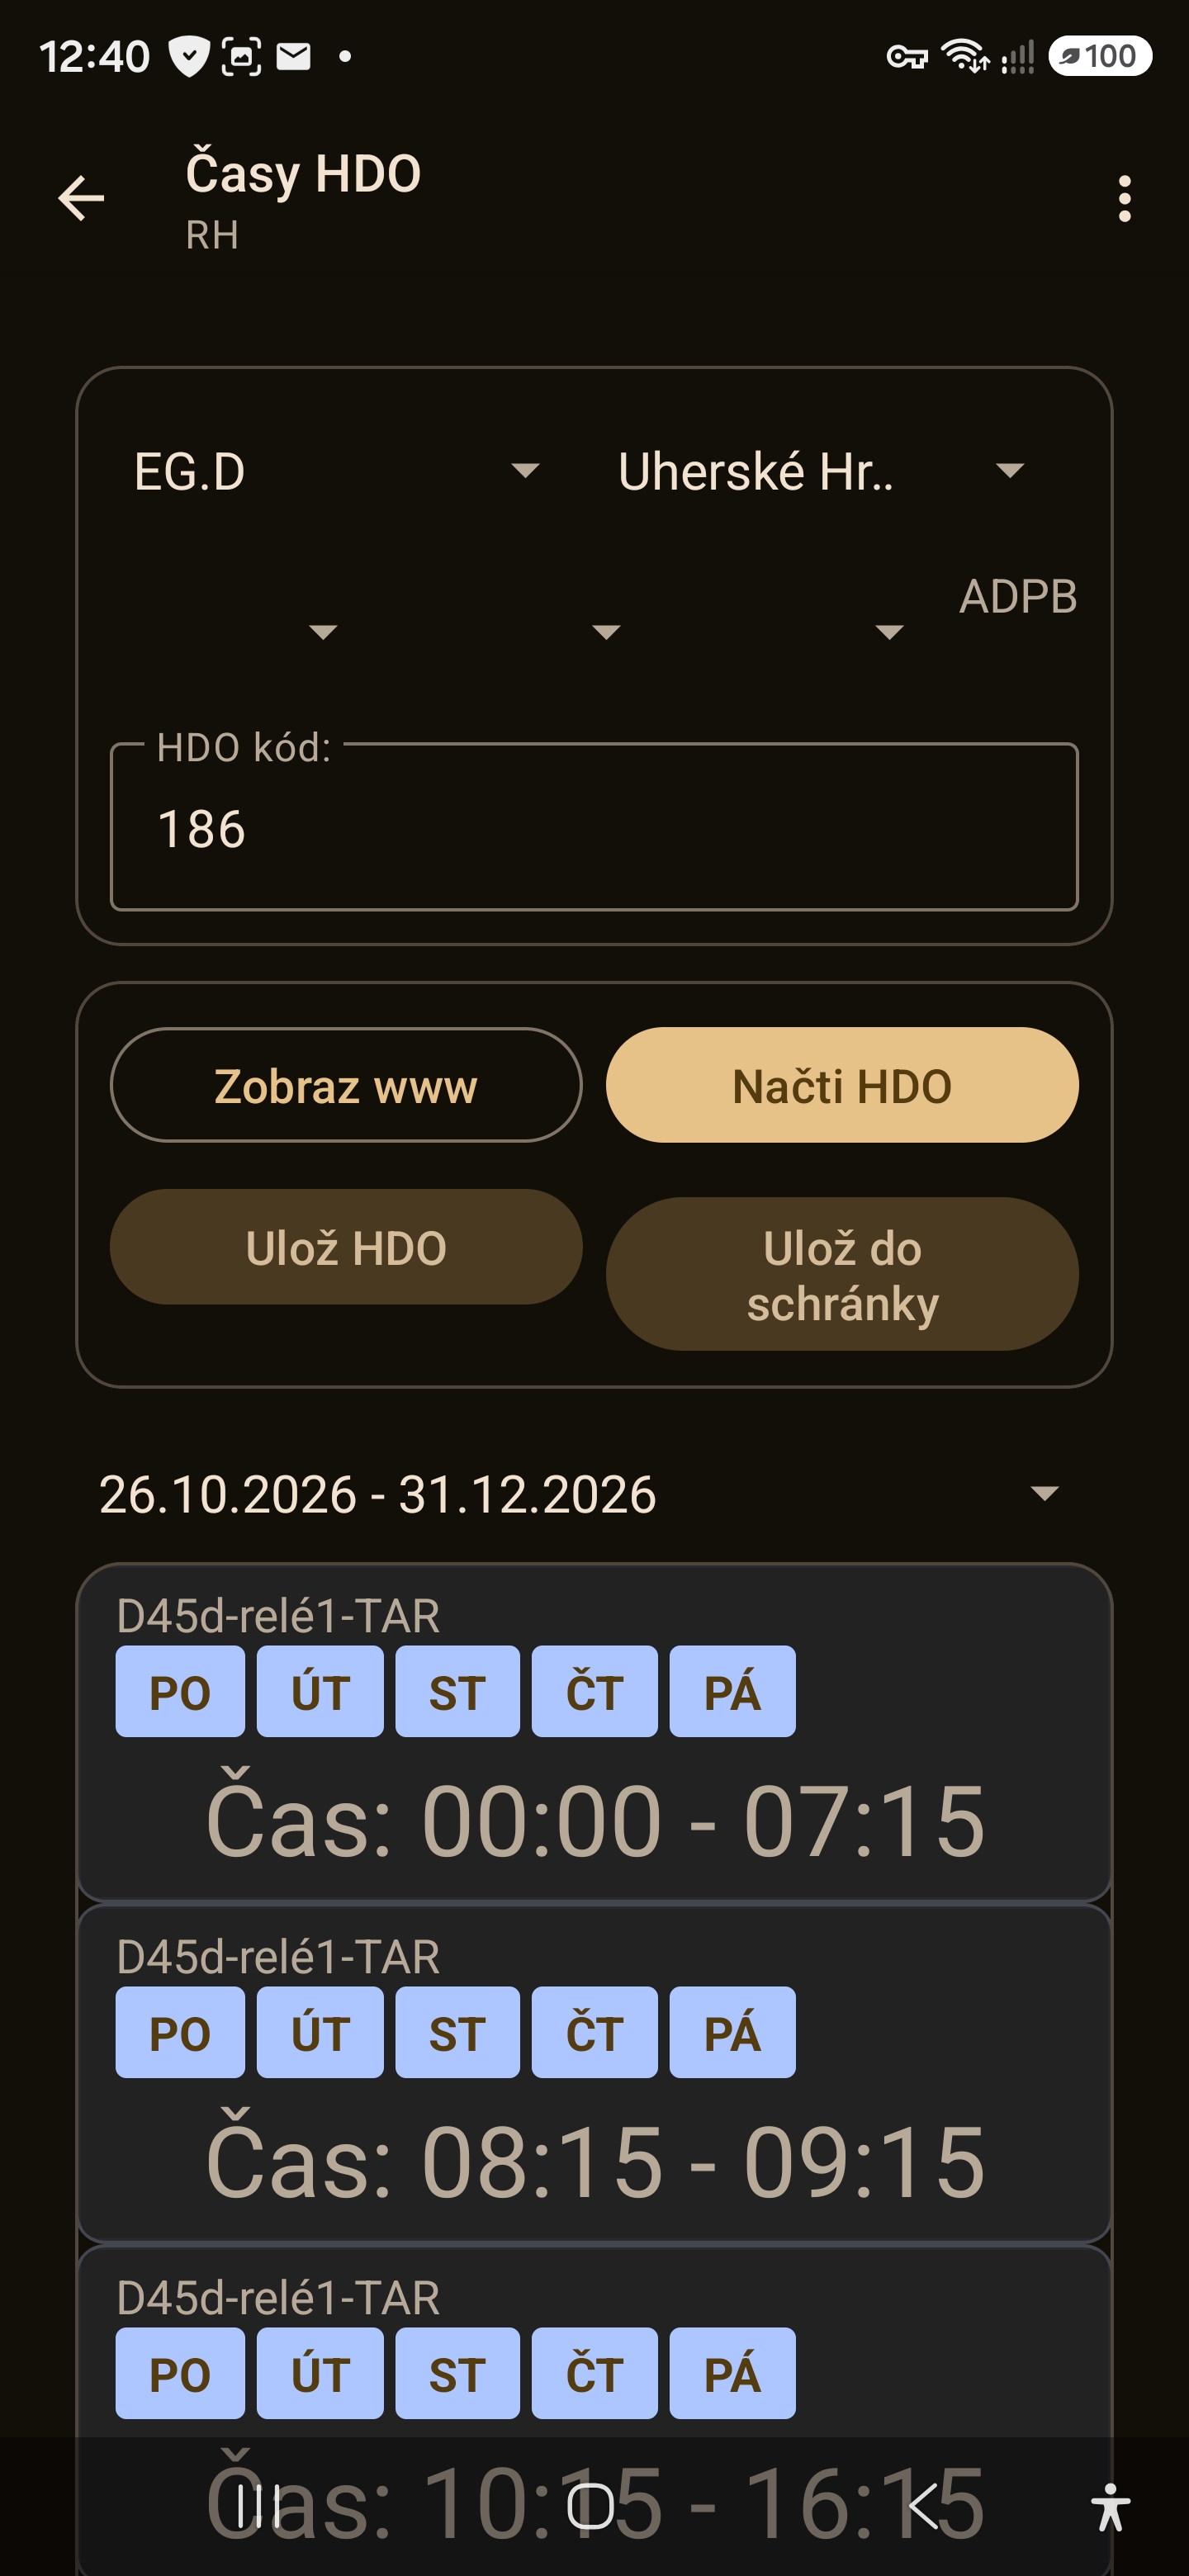 12:40
100
Časy HDO
RH
EG.D
Uherské Hr..
ADPB
HDO kód:
186
Zobraz www
Načti HDO
Ulož HDO
Ulož do
schránky
26.10.2026 - 31.12.2026
D45d-relé1-TAR
PO ÚT ST ČT PÁ
Čas: 00:00 - 07:15
D45d-relé1-TAR
PO ÚT ST ČT PÁ
Čas: 08:15 - 09:15
D45d-relé1-TAR
PO ÚT ST ČT PÁ
Čas: 10:15 - 16:15